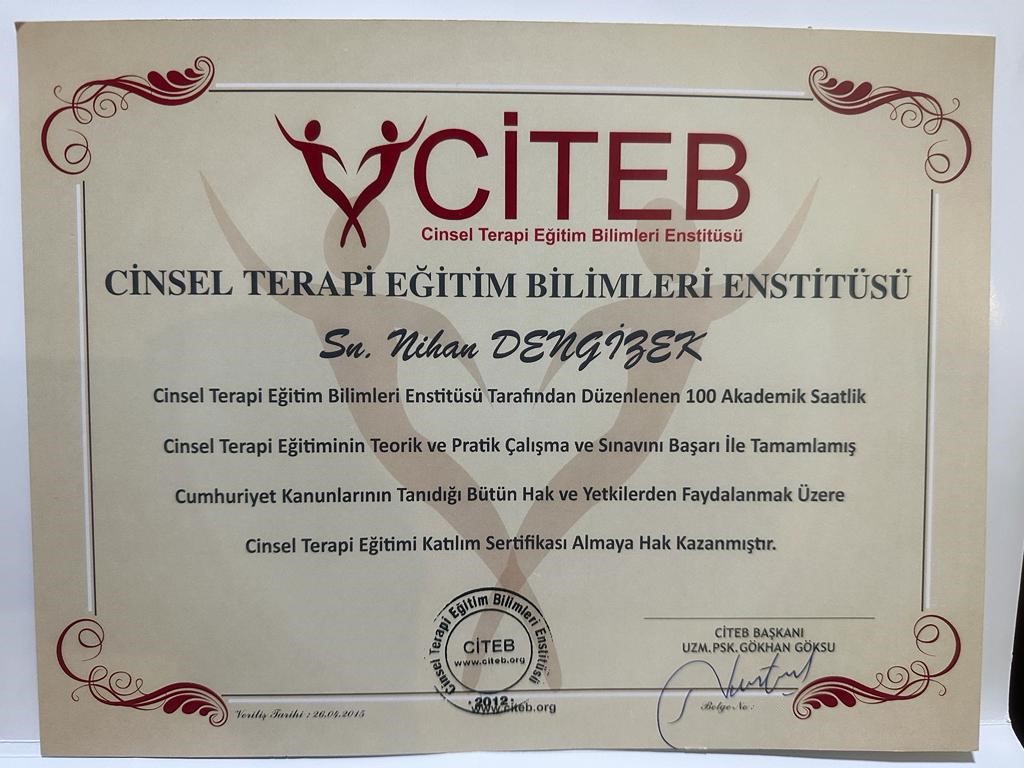 CİTEB
Cinsel Terapi Eğitim Bilimleri Enstitüsü
CİNSEL TERAPİ EĞİTİM BİLİMLERİ ENSTİTÜSÜ
Sn. Nihan DENGİZEK
Cinsel Terapi Eğitim Bilimleri Enstitüsü Tarafından Düzenlenen 100 Akademik Saatlik
Cinsel Terapi Eğitiminin Teorik ve Pratik Çalışma ve Sınavını Başarı İle Tamamlamış
Cumhuriyet Kanunlarının Tanıdığı Bütün Hak ve Yetkilerden Faydalanmak Üzere
Cinsel Terapi Eğitimi Katılım Sertifikası Almaya Hak Kazanmıştır.
Cinsel Terapi Eğitim Bilimleri Enstitüsü
CİTEB
www.citeb.org
2012
www.citeb.org
CİTEB BAŞKANI
UZM.PSK.GÖKHAN GÖKSU
Belge No :
Veriliş Tarihi : 26.04.2015